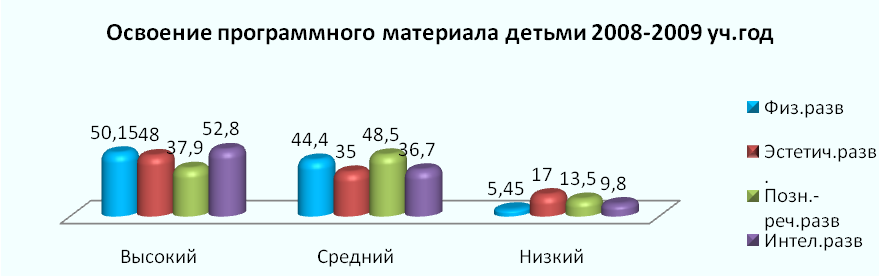 Освоение программного материала детьми 2008-2009 уч.год
50,15 48 37,9 52,8
44,4 35 48,5 36,7
5,45 17 13,5 9,8
Высокий Средний Низкий
Физ.разв
Эстетич.разв
.
Позн.-
реч.разв
Интел.разв